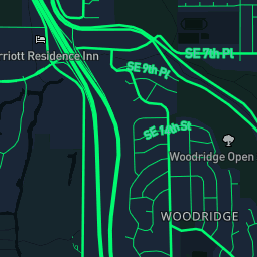 SE 7th Pl
rriott Residence Inn
SE 9th Pl
SE 14th St
Woodridge Open
WOODRIDGE